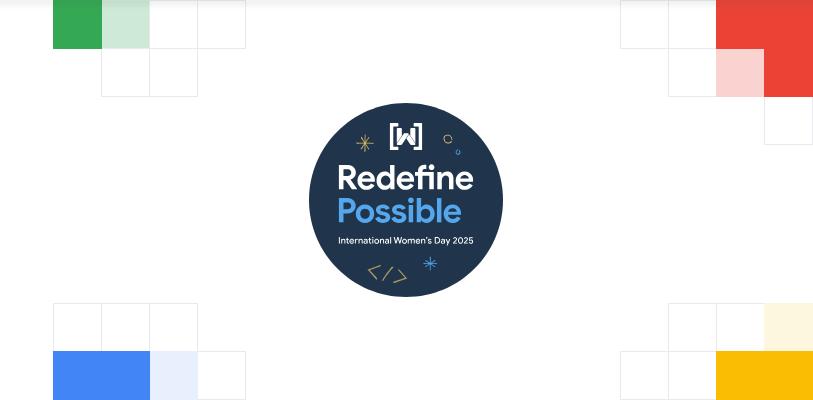 [W]
Redefine
Possible
International Women's Day 2025
</>